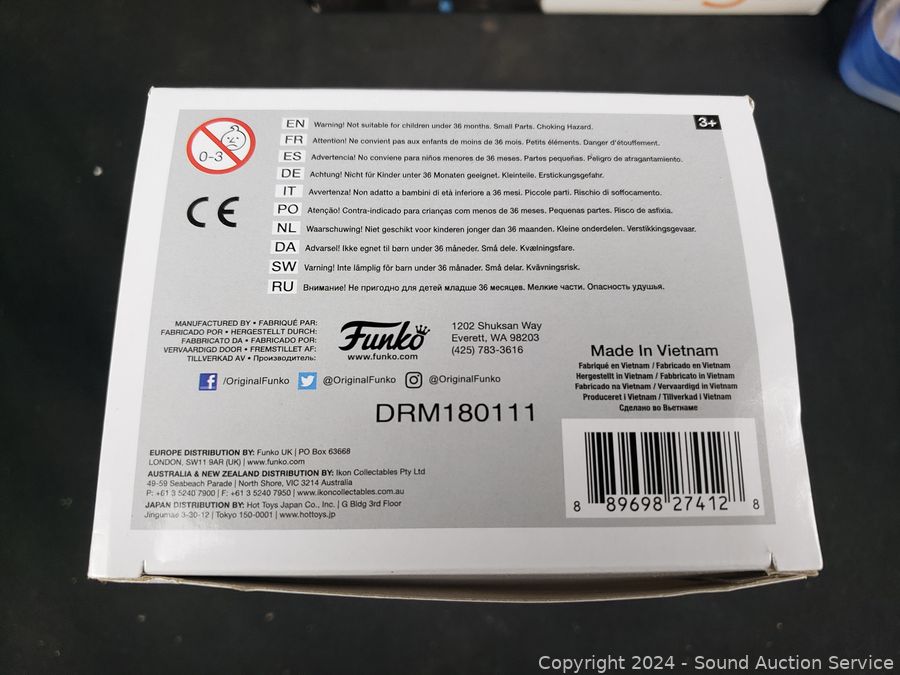 0-3
3+
EN Warning! Not suitable for children under 36 months. Small Parts. Choking Hazard.
FR Attention! Ne convient pas aux enfants de moins de 36 mois. Petits éléments. Danger d'étouffement.
ES Advertencia! No conviene para niños menores de 36 meses. Partes pequeñas. Peligro de atragantamiento.
DE Achtung! Nicht für Kinder unter 36 Monaten geeignet. Kleinteile. Erstickungsgefahr.
IT Avvertenza! Non adatto a bambini di età inferiore a 36 mesi. Piccole parti. Rischio di soffocamento.
PO Atenção! Contra-indicado para crianças com menos de 36 meses. Pequenas partes. Risco de asfixia.
NL Waarschuwing! Niet geschikt voor kinderen jonger dan 36 maanden. Kleine onderdelen. Verstikkingsgevaar.
DA Advarsel! Ikke egnet til børn under 36 måneder. Små dele. Kvælningsfare.
SW Varning! Inte lämplig för barn under 36 månader. Små delar. Kvävningsrisk.
RU Внимание! Не пригодно для детей младше 36 месяцев. Мелкие части. Опасность удушья.
CE
MANUFACTURED BY • FABRIQUÉ PAR:
FABRICADO POR • HERGESTELLT DURCH:
FABBRICATO DA • FABRICADO POR:
VERVAARDIGD DOOR • FREMSTILLET AF:
TILLVERKAD AV • Производитель:
Funko
www.funko.com
1202 Shuksan Way
Everett, WA 98203
(425) 783-3616
/OriginalFunko @OriginalFunko @OriginalFunko
DRM180111
Made In Vietnam
Fabriqué en Vietnam / Fabricado en Vietnam
Hergestellt in Vietnam / Fabbricato in Vietnam
Fabricado na Vietnam / Vervaardigd in Vietnam
Produceret i Vietnam / Tillverkad i Vietnam
Сделано во Вьетнаме
EUROPE DISTRIBUTION BY: Funko UK | PO Box 63668
LONDON, SW11 9AR (UK) | www.funko.com
AUSTRALIA & NEW ZEALAND DISTRIBUTION BY: Ikon Collectables Pty Ltd
49-59 Seabeach Parade | North Shore, VIC 3214 Australia
P: +61 3 5240 7900 | F: +61 3 5240 7950 | www.ikoncollectables.com.au
JAPAN DISTRIBUTION BY: Hot Toys Japan Co., Inc. | G Bldg 3rd Floor
Jingumae 3-30-12 | Tokyo 150-0001 | www.hottoys.jp
8 89698 27412 8
Copyright 2024 - Sound Auction Service